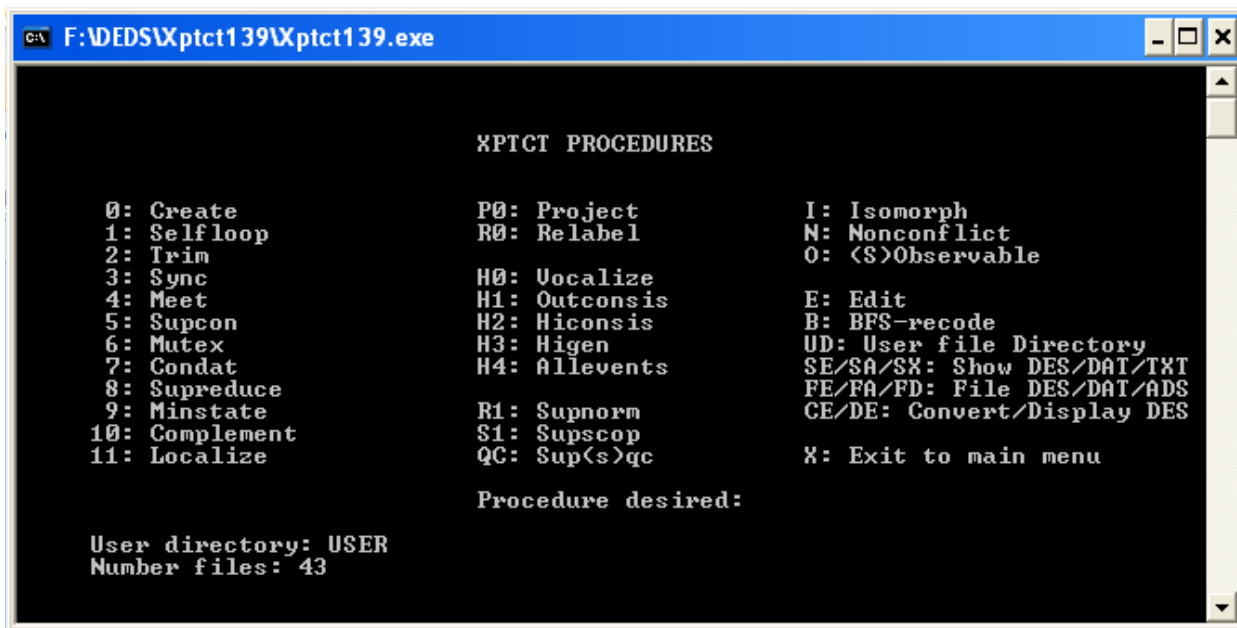 F:\DEDS\Xptct139\Xptct139.exe
XPTCT PROCEDURES
0: Create P0: Project I: Isomorph
1: Selfloop R0: Relabel N: Nonconflict
2: Trim O: (S)Observable
3: Sync H0: Vocalize
4: Meet H1: Outconsis E: Edit
5: Supcon H2: Hiconsis B: BFS-recode
6: Mutex H3: Higen UD: User file Directory
7: Condat H4: Allevents SE/SA/SX: Show DES/DAT/TXT
8: Supreduce FE/FA/FD: File DES/DAT/ADS
9: Minstate R1: Supnorm CE/DE: Convert/Display DES
10: Complement S1: Supscop
11: Localize QC: Sup(s)qc X: Exit to main menu
Procedure desired:
User directory: USER
Number files: 43